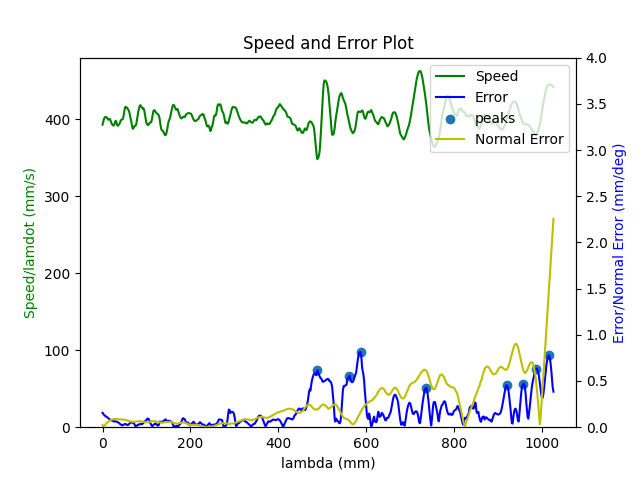 Speed and Error Plot
Speed
Error
peaks
Normal Error
Speed/lamdot (mm/s)
400
300
200
100
0
4.0
3.5
3.0
2.5
2.0
1.5
1.0
0.5
0.0
Error/Normal Error (mm/deg)
0 200 400 600 800 1000
lambda (mm)